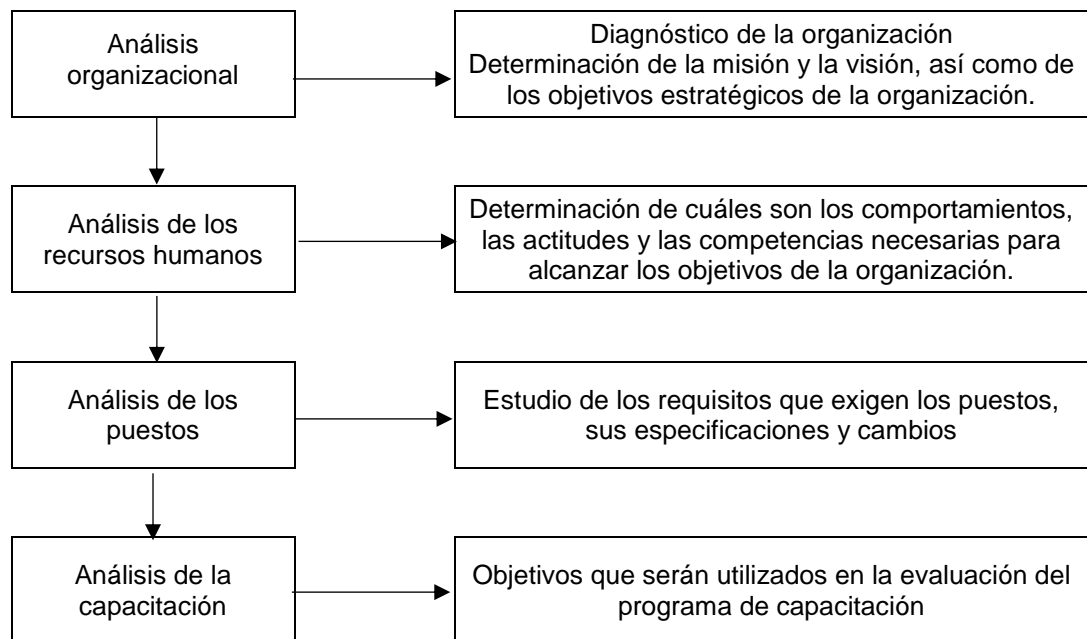 Análisis
organizacional
Diagnóstico de la organización
Determinación de la misión y la visión, así como de
los objetivos estratégicos de la organización.
Análisis de los
recursos humanos
Determinación de cuáles son los comportamientos,
las actitudes y las competencias necesarias para
alcanzar los objetivos de la organización.
Análisis de los
puestos
Estudio de los requisitos que exigen los puestos,
sus especificaciones y cambios
Análisis de la
capacitación
Objetivos que serán utilizados en la evaluación del
programa de capacitación